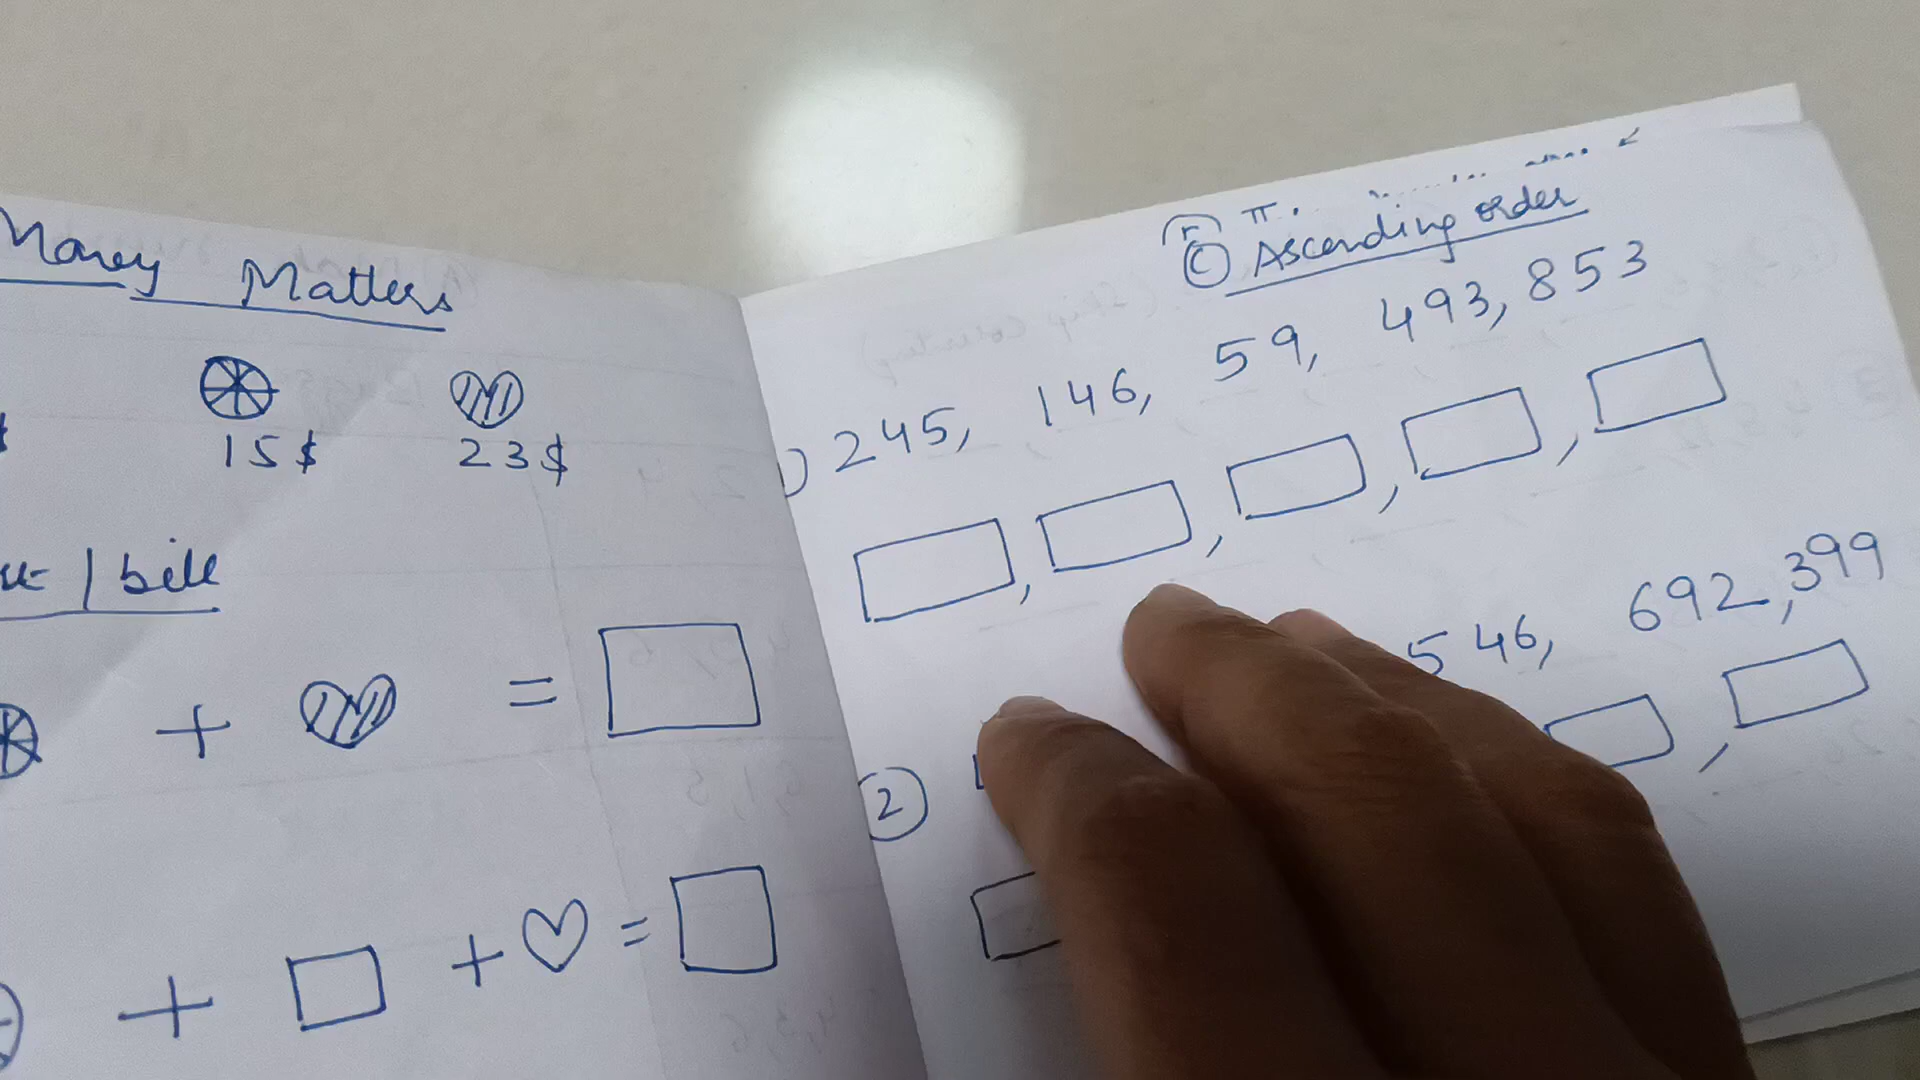 Money Matters
15$ 23$
/ bill
+ =
+ + =
© Ascending order
245, 146, 59, 493, 853
, , , ,
② 546, 692, 399
,